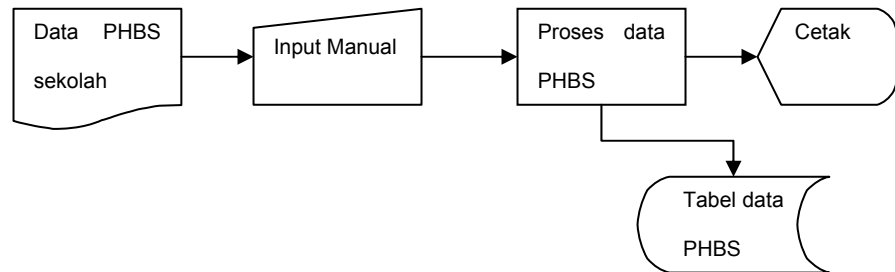 Data PHBS
sekolah
Input Manual
Proses data
PHBS
Cetak
Tabel data
PHBS